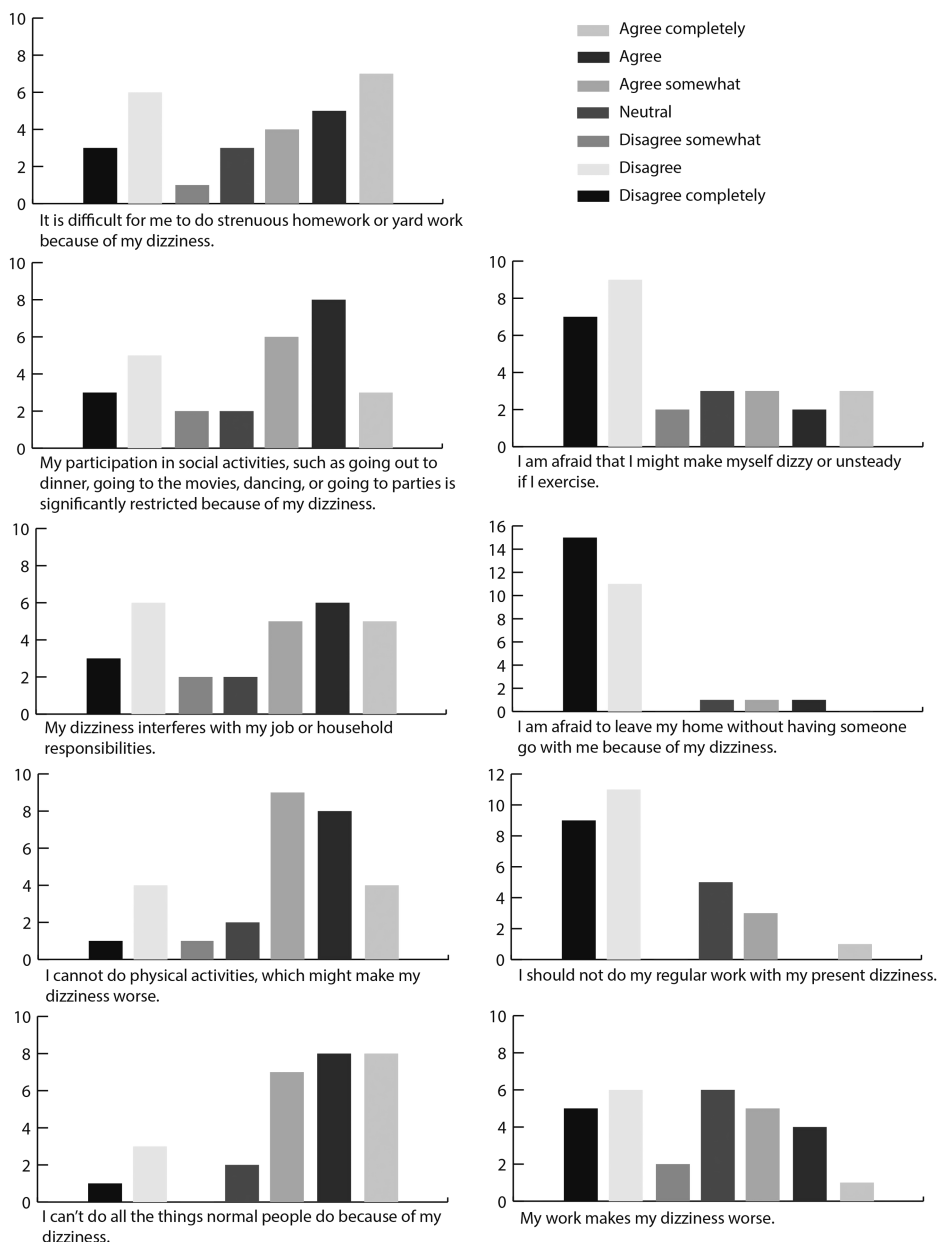 10
8
6
4
2
0
It is difficult for me to do strenuous homework or yard work
because of my dizziness.
Agree completely
Agree
Agree somewhat
Neutral
Disagree somewhat
Disagree
Disagree completely
10
8
6
4
2
0
My participation in social activities, such as going out to
dinner, going to the movies, dancing, or going to parties is
significantly restricted because of my dizziness.
10
8
6
4
2
0
I am afraid that I might make myself dizzy or unsteady
if I exercise.
10
8
6
4
2
0
My dizziness interferes with my job or household
responsibilities.
16
14
12
10
8
6
4
2
0
I am afraid to leave my home without having someone
go with me because of my dizziness.
10
8
6
4
2
0
I cannot do physical activities, which might make my
dizziness worse.
12
10
8
6
4
2
0
I should not do my regular work with my present dizziness.
10
8
6
4
2
0
I can't do all the things normal people do because of my
dizziness.
10
8
6
4
2
0
My work makes my dizziness worse.